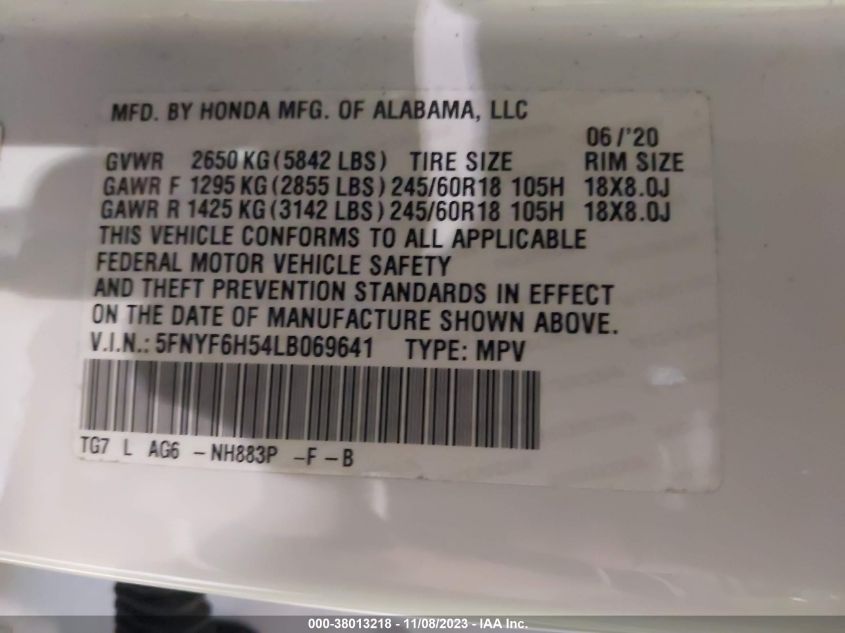 MFD. BY HONDA MFG. OF ALABAMA, LLC
06/'20
GVWR 2650 KG (5842 LBS) TIRE SIZE RIM SIZE
GAWR F 1295 KG (2855 LBS) 245/60R18 105H 18X8.0J
GAWR R 1425 KG (3142 LBS) 245/60R18 105H 18X8.0J
THIS VEHICLE CONFORMS TO ALL APPLICABLE
FEDERAL MOTOR VEHICLE SAFETY
AND THEFT PREVENTION STANDARDS IN EFFECT
ON THE DATE OF MANUFACTURE SHOWN ABOVE.
V.I.N.: 5FNYF6H54LB069641 TYPE: MPV
TG7 L AG6 - NH883P - F - B
000-38013218 - 11/08/2023 - IAA Inc.